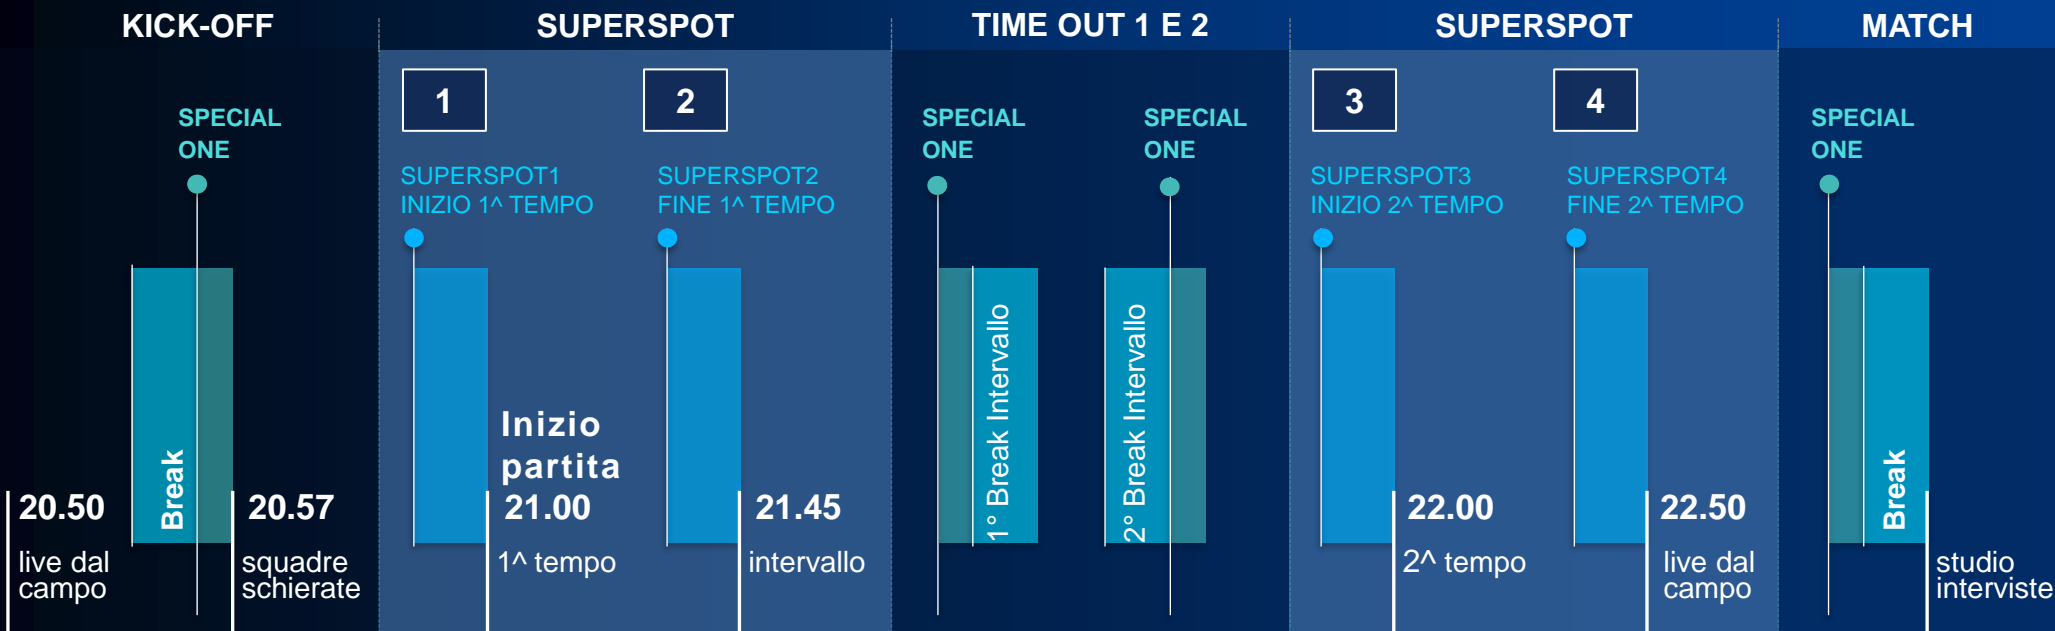 KICK-OFF
SUPERSPOT
TIME OUT 1 E 2
SUPERSPOT
MATCH
SPECIAL
ONE
Break
20.50
live dal
campo
20.57
squadre
schierate
1
SUPERSPOT1
INIZIO 1^ TEMPO
Inizio
partita
21.00
1^ tempo
2
SUPERSPOT2
FINE 1^ TEMPO
21.45
intervallo
SPECIAL
ONE
1° Break Intervallo
SPECIAL
ONE
2° Break Intervallo
3
SUPERSPOT3
INIZIO 2^ TEMPO
22.00
2^ tempo
4
SUPERSPOT4
FINE 2^ TEMPO
22.50
live dal
campo
SPECIAL
ONE
Break
studio
interviste